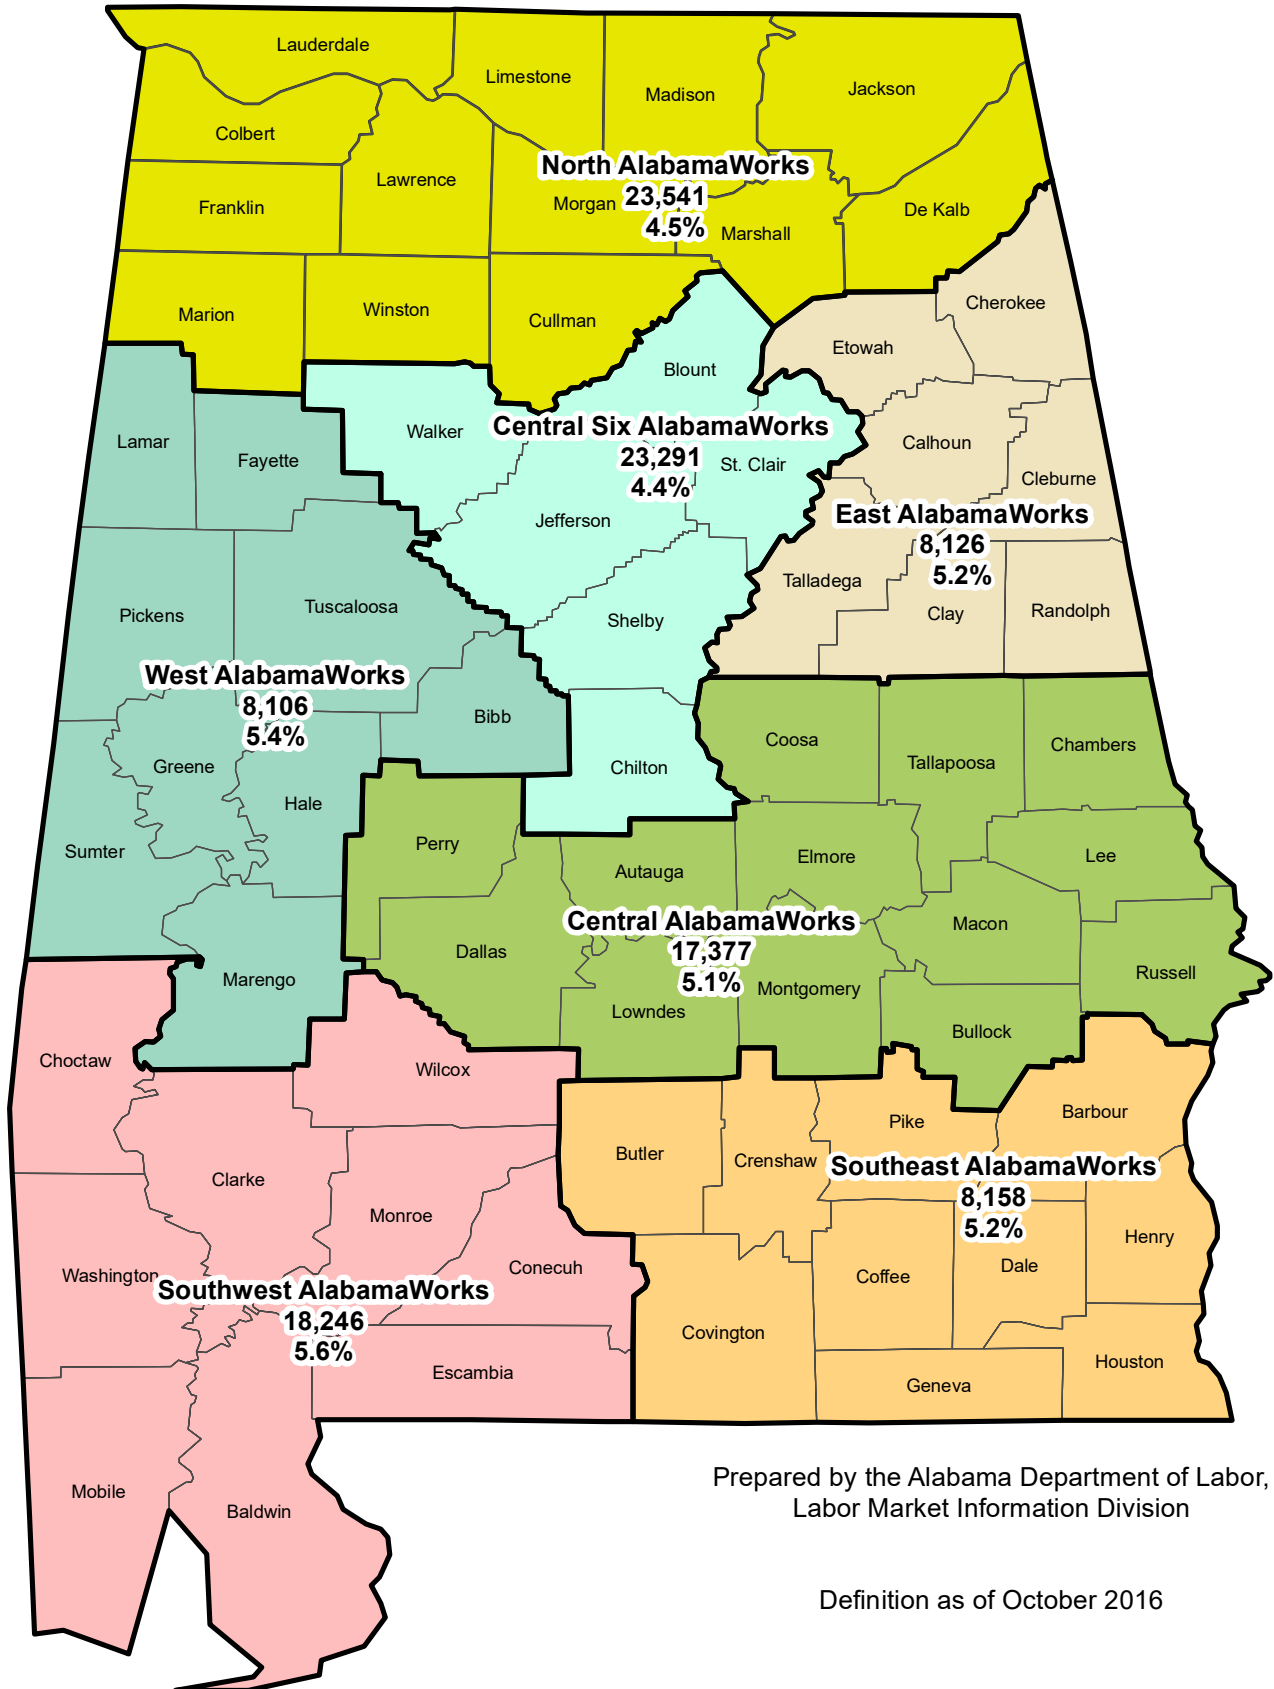 Lauderdale
Limestone
Madison
Jackson
Colbert
Lawrence
Franklin
Morgan
De Kalb
Marshall
North AlabamaWorks
23,541
4.5%
Marion
Winston
Cullman
Cherokee
Etowah
Blount
Walker
Central Six AlabamaWorks
23,291
4.4%
St. Clair
Jefferson
Shelby
Chilton
Lamar
Fayette
Calhoun
Cleburne
East AlabamaWorks
8,126
5.2%
Talladega
Clay
Randolph
Pickens
Tuscaloosa
West AlabamaWorks
8,106
5.4%
Bibb
Greene
Hale
Sumter
Marengo
Coosa
Tallapoosa
Chambers
Perry
Autauga
Elmore
Lee
Central AlabamaWorks
17,377
5.1%
Macon
Dallas
Lowndes
Montgomery
Russell
Bullock
Choctaw
Wilcox
Clarke
Monroe
Conecuh
Washington
Southwest AlabamaWorks
18,246
5.6%
Escambia
Mobile
Baldwin
Pike
Barbour
Butler
Crenshaw
Southeast AlabamaWorks
8,158
5.2%
Henry
Coffee
Dale
Covington
Houston
Geneva
Prepared by the Alabama Department of Labor,
Labor Market Information Division
Definition as of October 2016